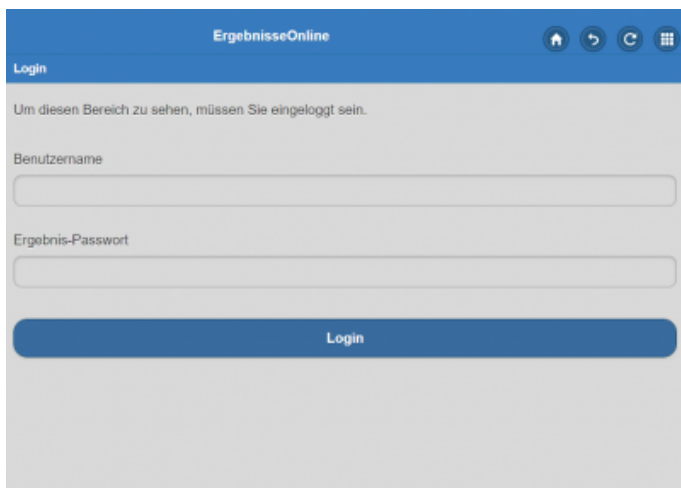 ErgebnisseOnline
Login
Um diesen Bereich zu sehen, müssen Sie eingeloggt sein.
Benutzername
Ergebnis-Passwort
Login